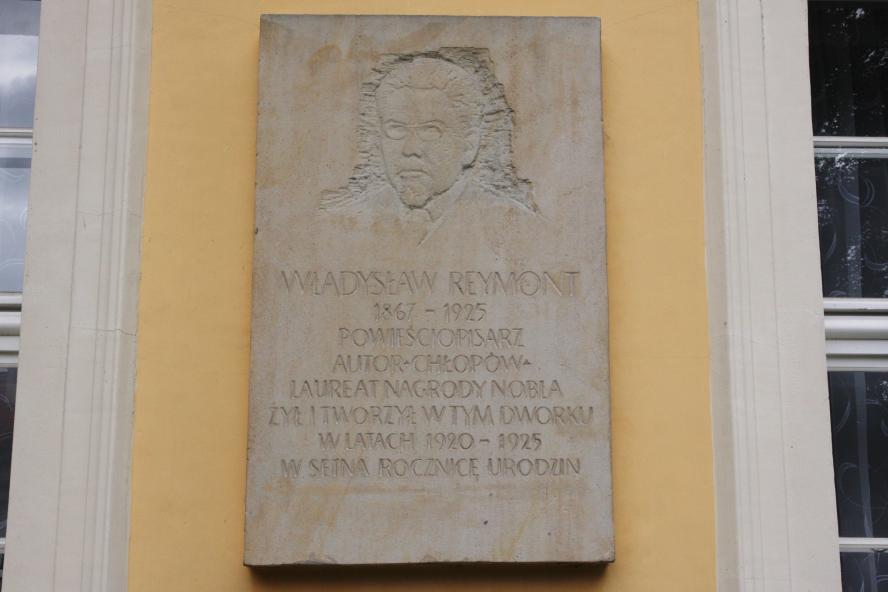 WŁADYSŁAW REYMONT
1867 – 1925
POWIEŚCIOPISARZ
AUTOR "CHŁOPÓW"
LAUREAT NAGRODY NOBLA
ŻYŁ I TWORZYŁ W TYM DWORKU
W LATACH 1920 – 1925
W SETNĄ ROCZNICĘ URODZIN